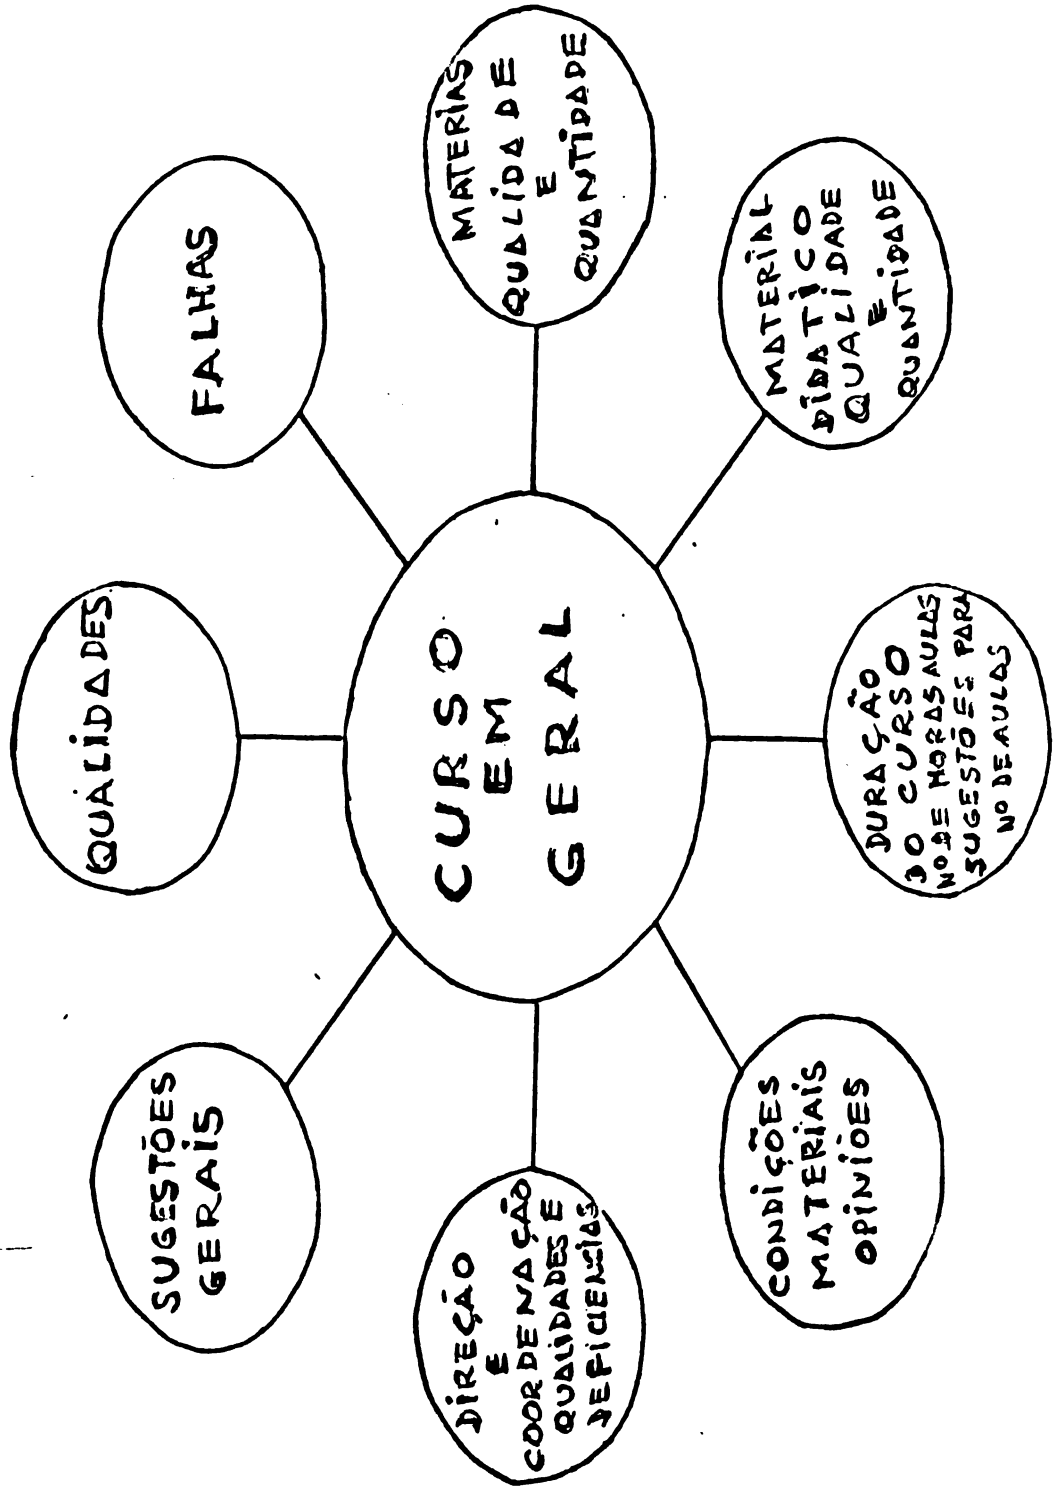 QUALIDADES
SUGESTÕES
GERAIS
FALHAS
DIREÇÃO
E
COORDENAÇÃO
QUALIDADES E
DEFICIENCIAS
CURSO
EM
GERAL
MATERIAS
QUALIDADE
E
QUANTIDADE
CONDIÇÕES
MATERIAIS
OPINIÕES
MATERIAL
DIDATICO
QUALIDADE
E
QUANTIDADE
DURAÇÃO
DO CURSO
Nº DE HORAS AULAS
SUGESTÕES PARA
Nº DE AULAS